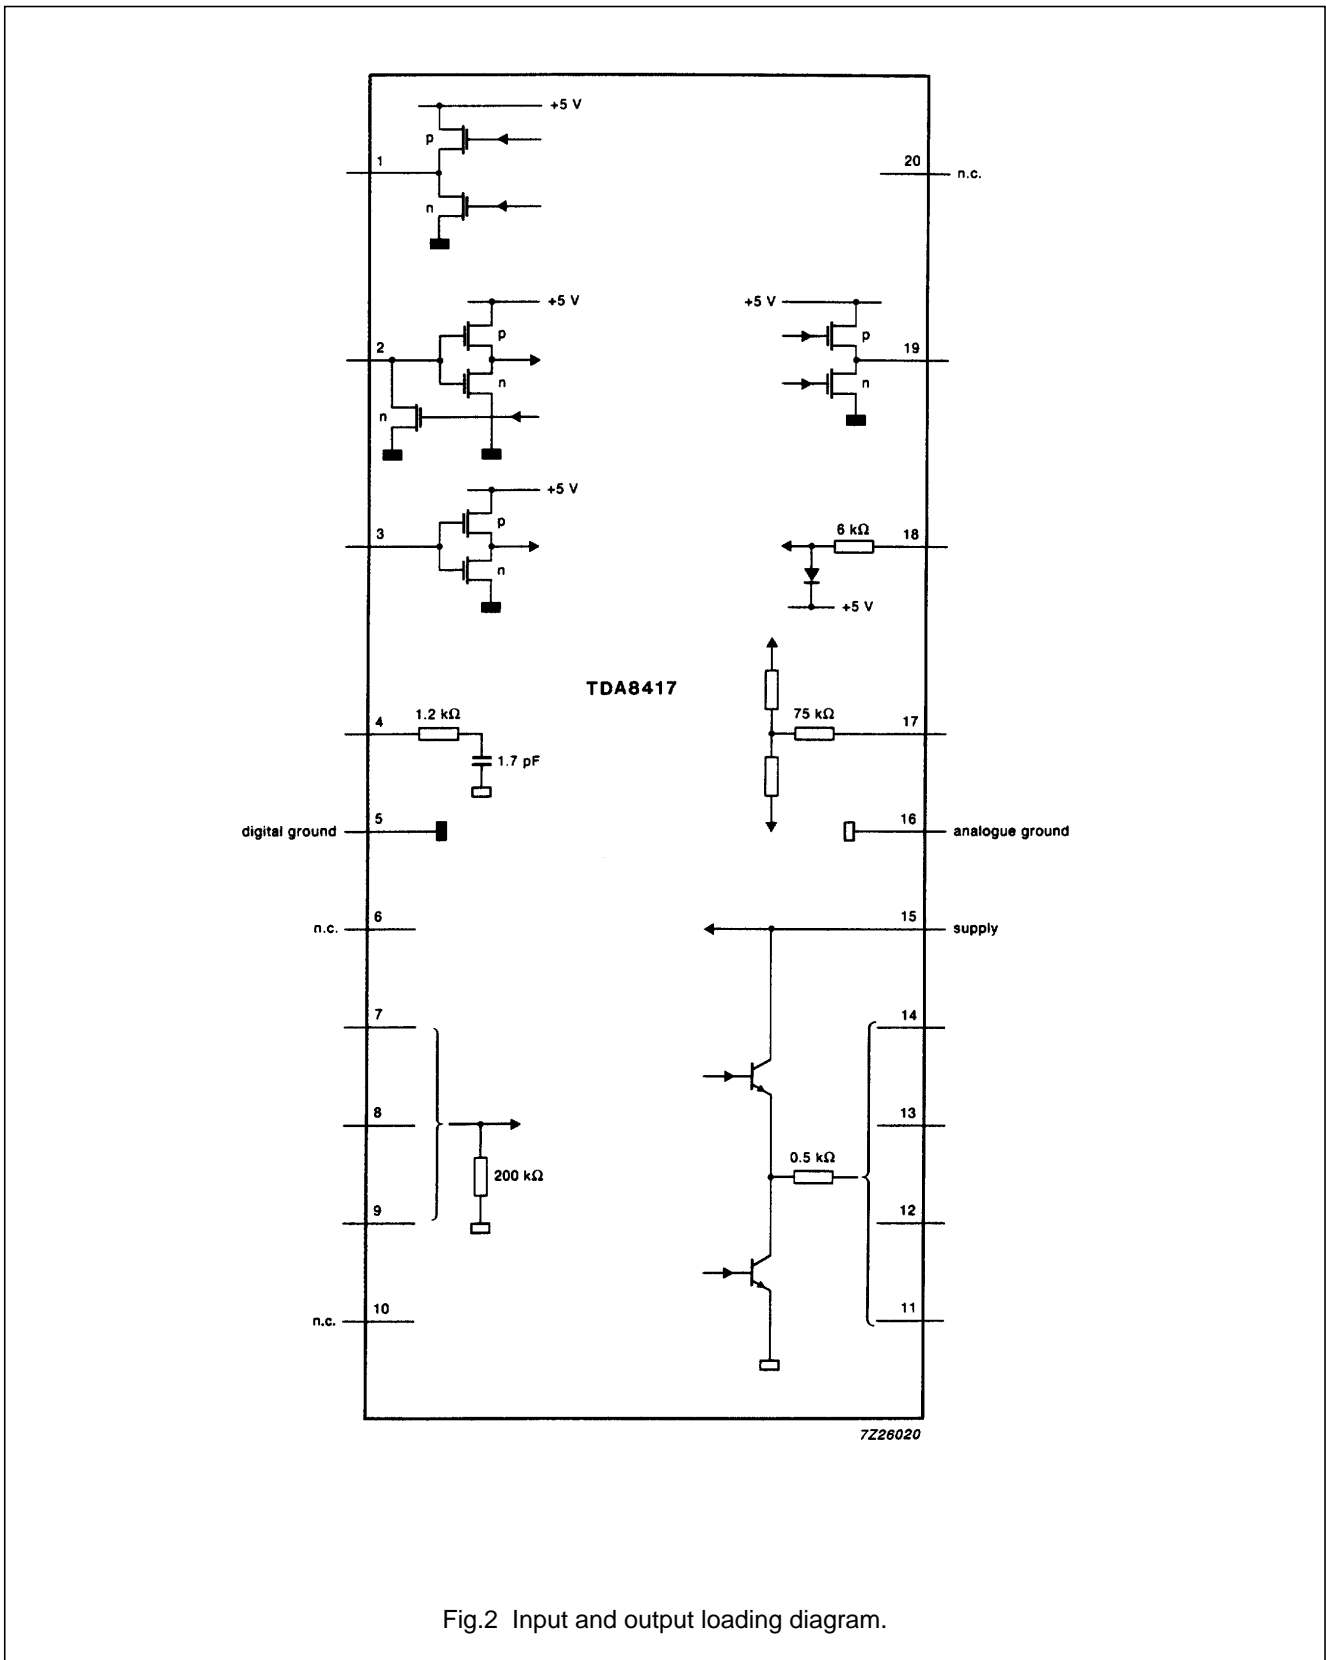 +5 V
p
1
20
n.c.
n
+5 V
+5 V
p
p
2
19
n
n
n
+5 V
p
6 kΩ
3
18
n
+5 V
TDA8417
1.2 kΩ
75 kΩ
4
17
1.7 pF
digital ground
5
16
analogue ground
6
15
n.c.
supply
7
14
8
13
0.5 kΩ
200 kΩ
9
12
10
11
n.c.
7Z26020
Fig.2 Input and output loading diagram.